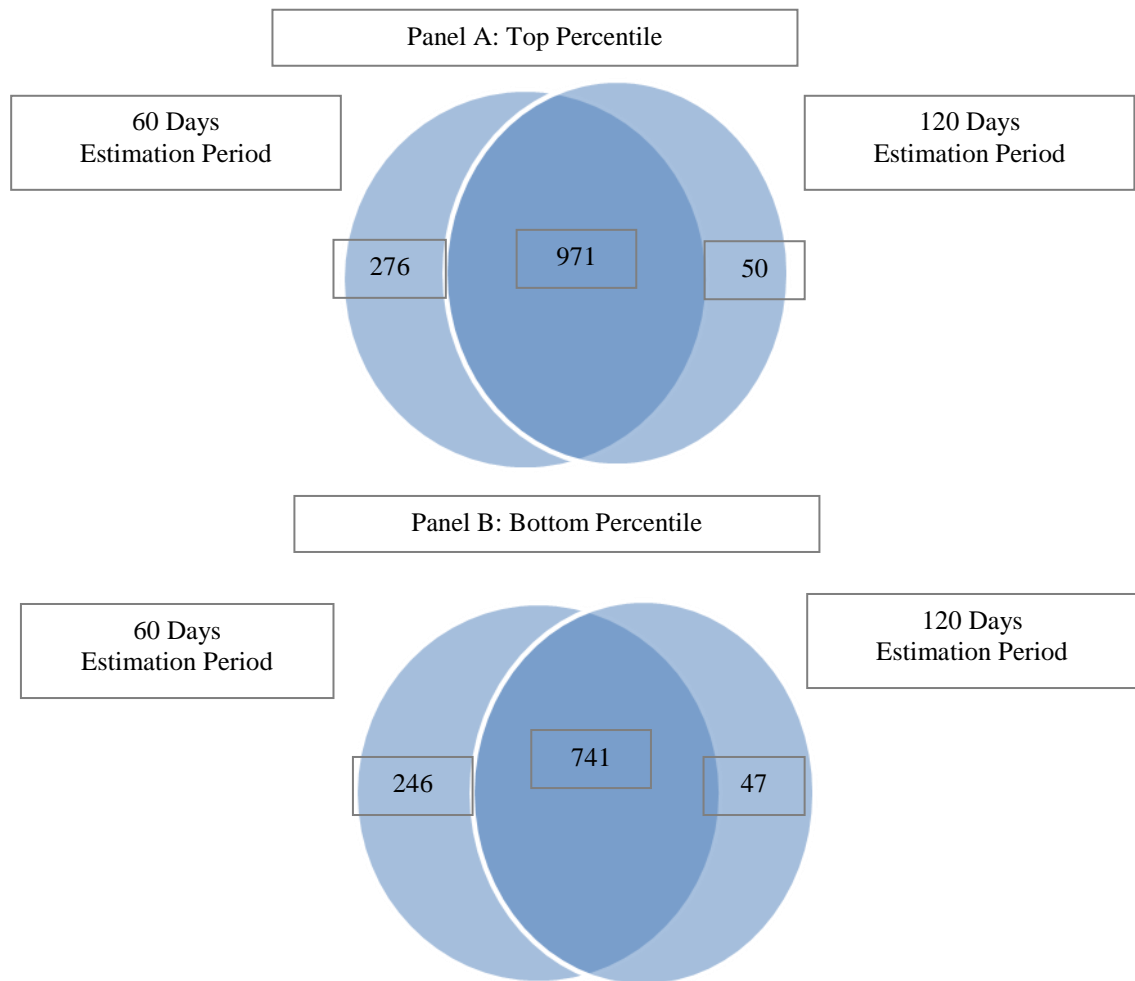 Panel A: Top Percentile
60 Days
Estimation Period
120 Days
Estimation Period
276
971
50
Panel B: Bottom Percentile
60 Days
Estimation Period
120 Days
Estimation Period
246
741
47